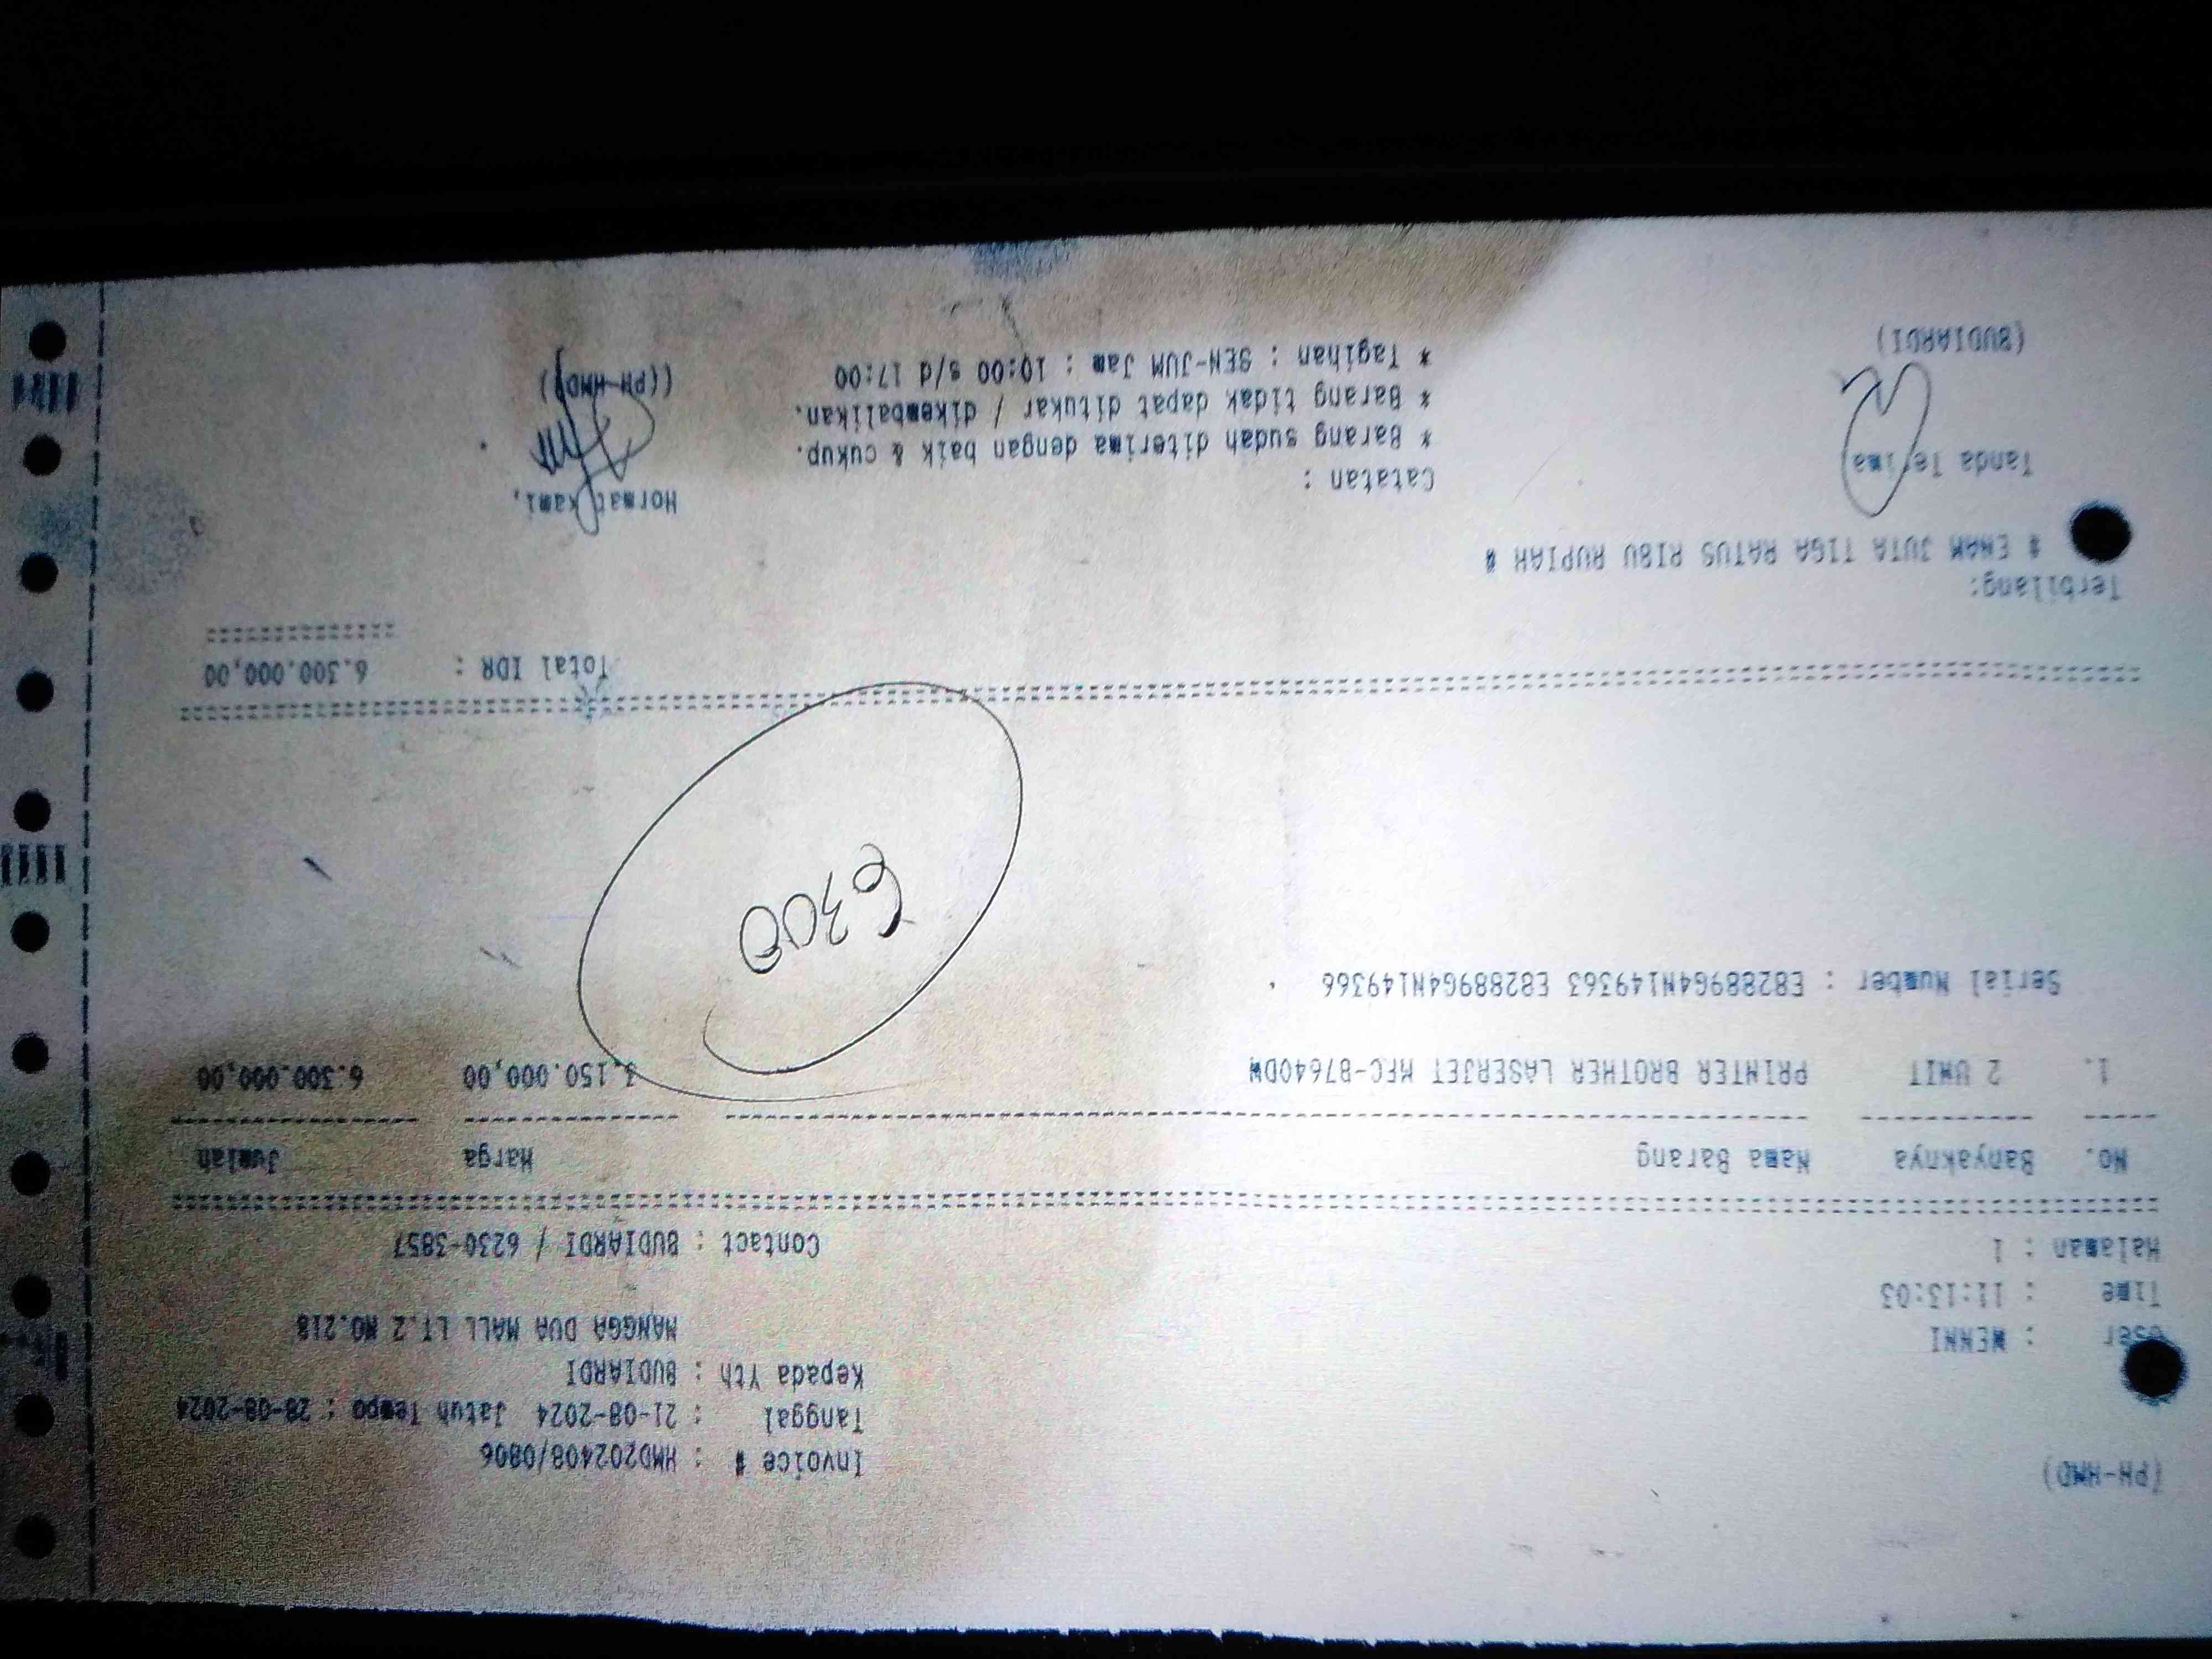 (PH-HMD)
Invoice # : HMD202408/0806
Tanggal : 21-08-2024 Jatuh Tempo : 28-08-2024
Kepada Yth : BUDIARDI
MANGGA DUA MALL LT.2 NO.218
User : WENNI
Time : 11:13:03
Halaman : 1
Contact : BUDIARDI / 6230-3857
No. Banyaknya Nama Barang Harga Jumlah
1. 2 UNIT PRINTER BROTHER LASERJET MFC-B7640DW 3.150.000,00 6.300.000,00
Serial Number : E82889G4N149363 E82889G4N149366
6300
Total IDR : 6.300.000,00
Terbilang:
# ENAM JUTA TIGA RATUS RIBU RUPIAH #
Tanda Terima
Catatan :
* Barang sudah diterima dengan baik & cukup.
* Barang tidak dapat ditukar / dikembalikan.
* Tagihan : SEN-JUM Jam : 10:00 s/d 17:00
Hormat kami,
(BUDIARDI)
((PH-HMD))